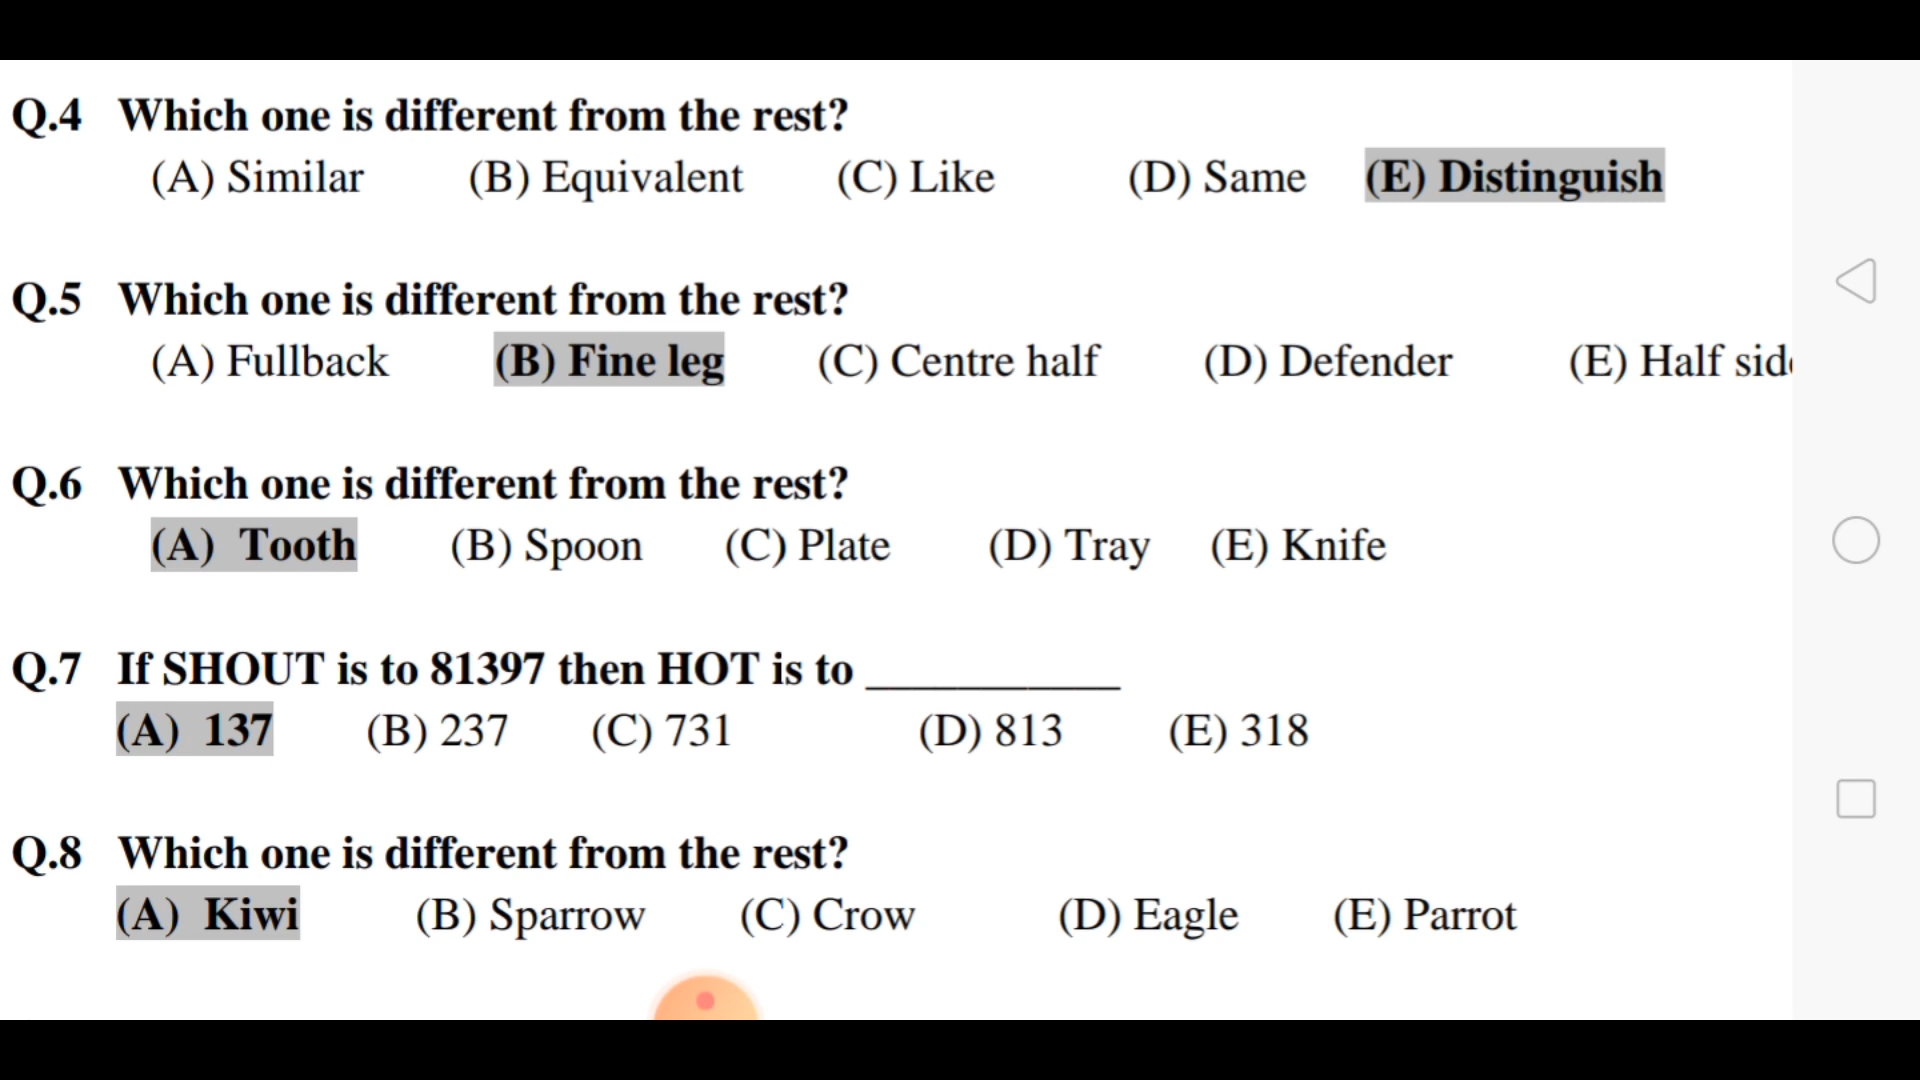 Q.4 Which one is different from the rest?
(A) Similar (B) Equivalent (C) Like (D) Same (E) Distinguish
Q.5 Which one is different from the rest?
(A) Fullback (B) Fine leg (C) Centre half (D) Defender (E) Half side
Q.6 Which one is different from the rest?
(A) Tooth (B) Spoon (C) Plate (D) Tray (E) Knife
Q.7 If SHOUT is to 81397 then HOT is to ___________
(A) 137 (B) 237 (C) 731 (D) 813 (E) 318
Q.8 Which one is different from the rest?
(A) Kiwi (B) Sparrow (C) Crow (D) Eagle (E) Parrot